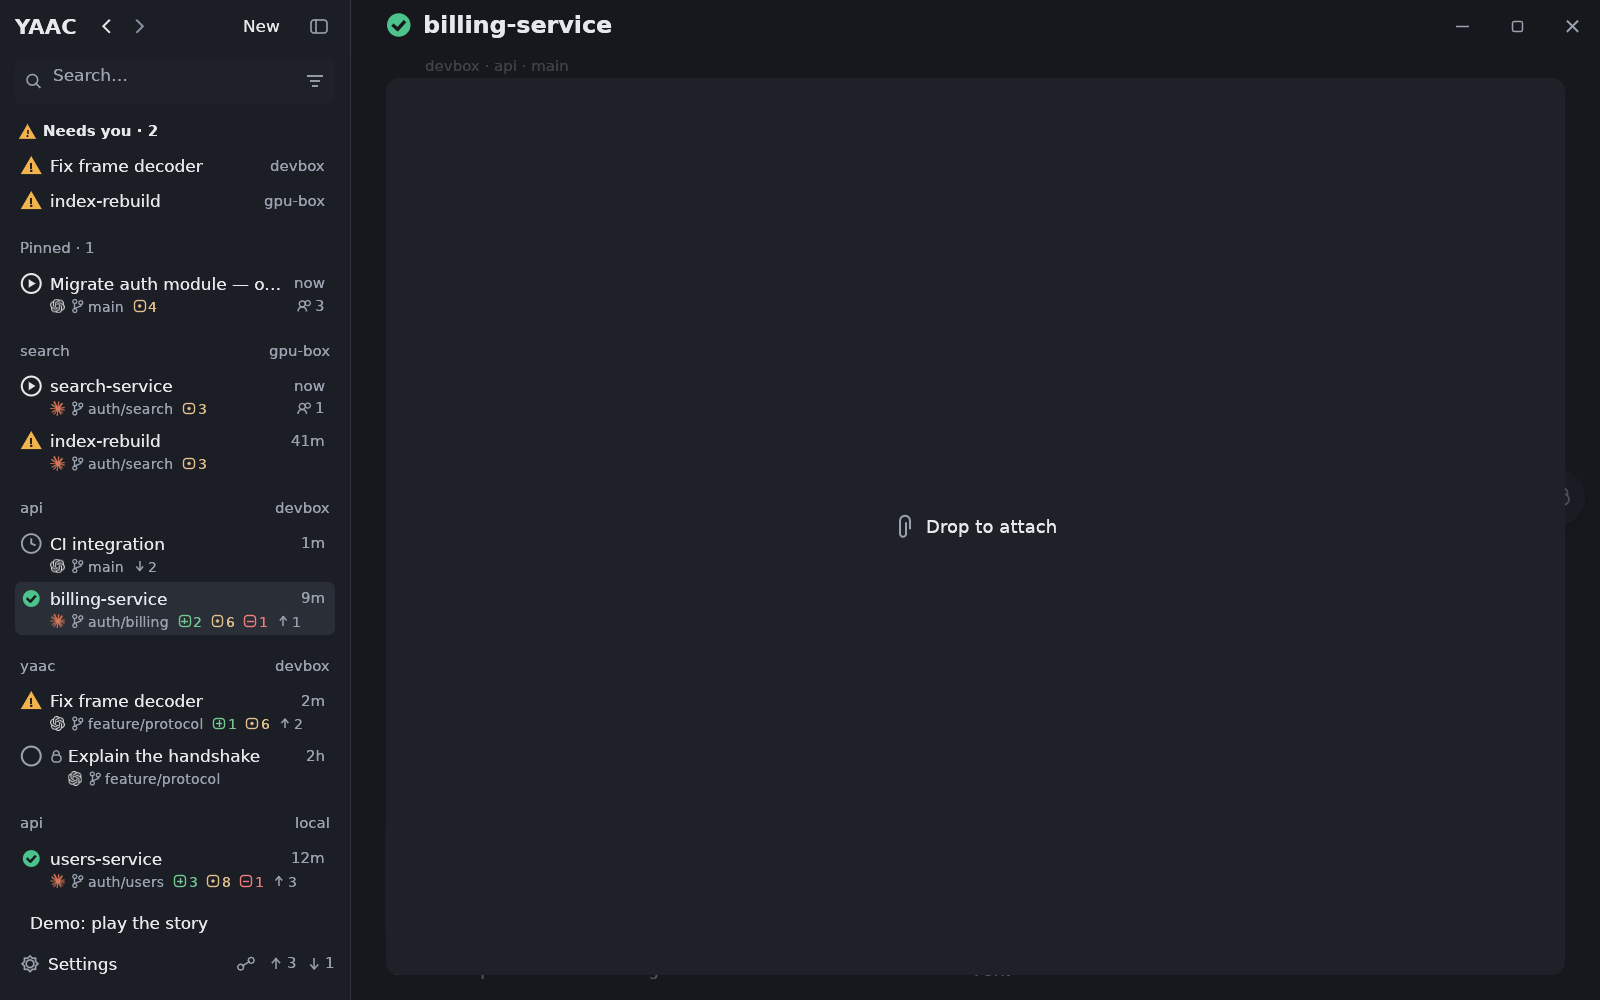 YAAC
New
Search…
Needs you · 2
Fix frame decoder devbox
index-rebuild gpu-box
Pinned · 1
Migrate auth module — o… now
main 4 3
search gpu-box
search-service now
auth/search 3 1
index-rebuild 41m
auth/search 3
api devbox
CI integration 1m
main 2
billing-service 9m
auth/billing 2 6 1 1
yaac devbox
Fix frame decoder 2m
feature/protocol 1 6 2
Explain the handshake 2h
feature/protocol
api local
users-service 12m
auth/users 3 8 1 3
Demo: play the story
Settings 3 1
billing-service
devbox · api · main
Drop to attach